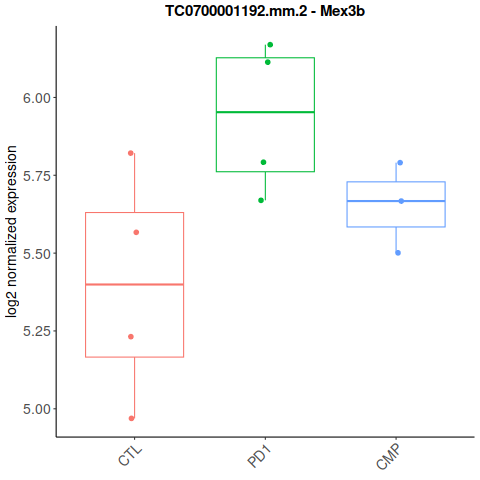 TC0700001192.mm.2 - Mex3b
log2 normalized expression
6.00
5.75
5.50
5.25
5.00
CTL
PD1
CMP